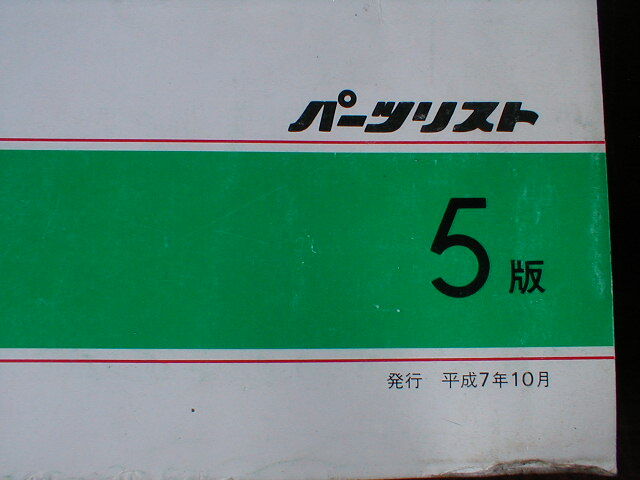 パーツリスト
5版
発行 平成7年10月